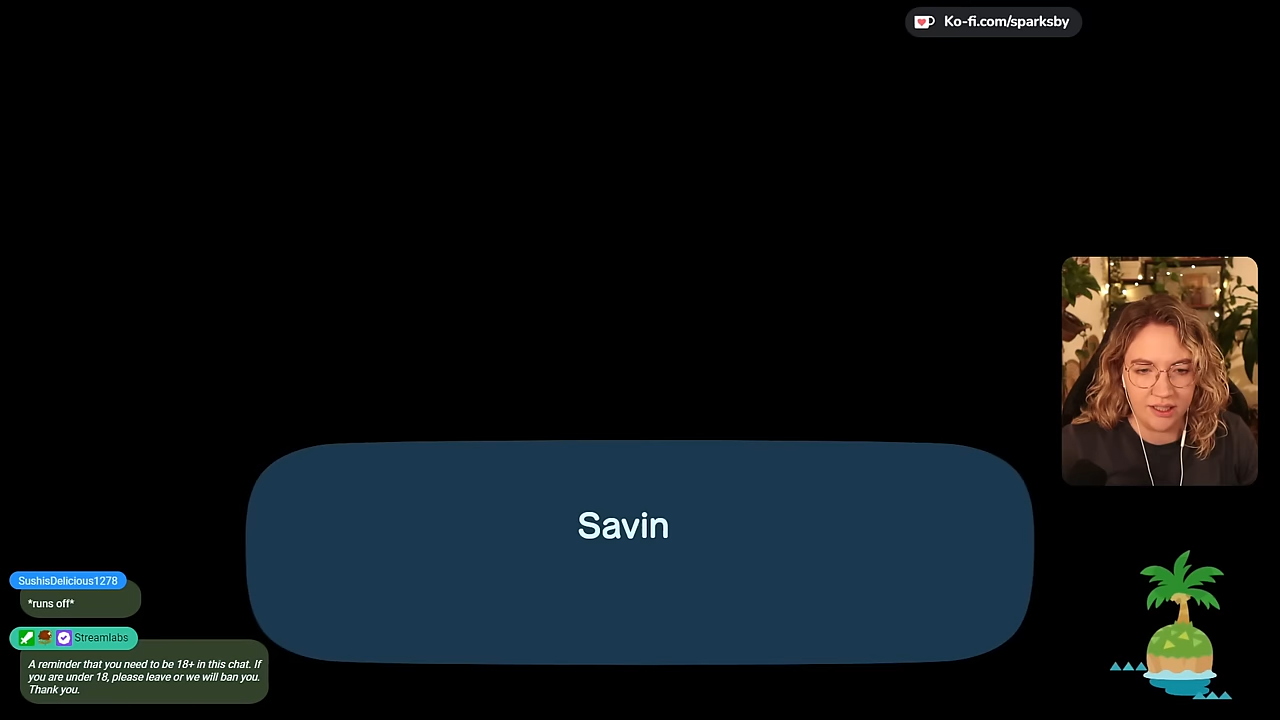 Ko-fi.com/sparksby
Savin
SushisDelicious1278
*runs off*
Streamlabs
A reminder that you need to be 18+ in this chat. If
you are under 18, please leave or we will ban you.
Thank you.